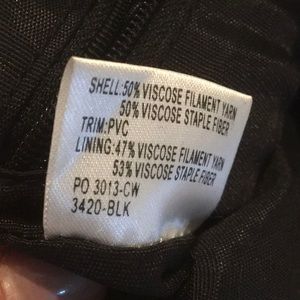 SHELL:50% VISCOSE FILAMENT YARN
50% VISCOSE STAPLE FIBER
TRIM:PVC
LINING:47% VISCOSE FILAMENT YARN
53% VISCOSE STAPLE FIBER
PO 3013-CW
3420-BLK